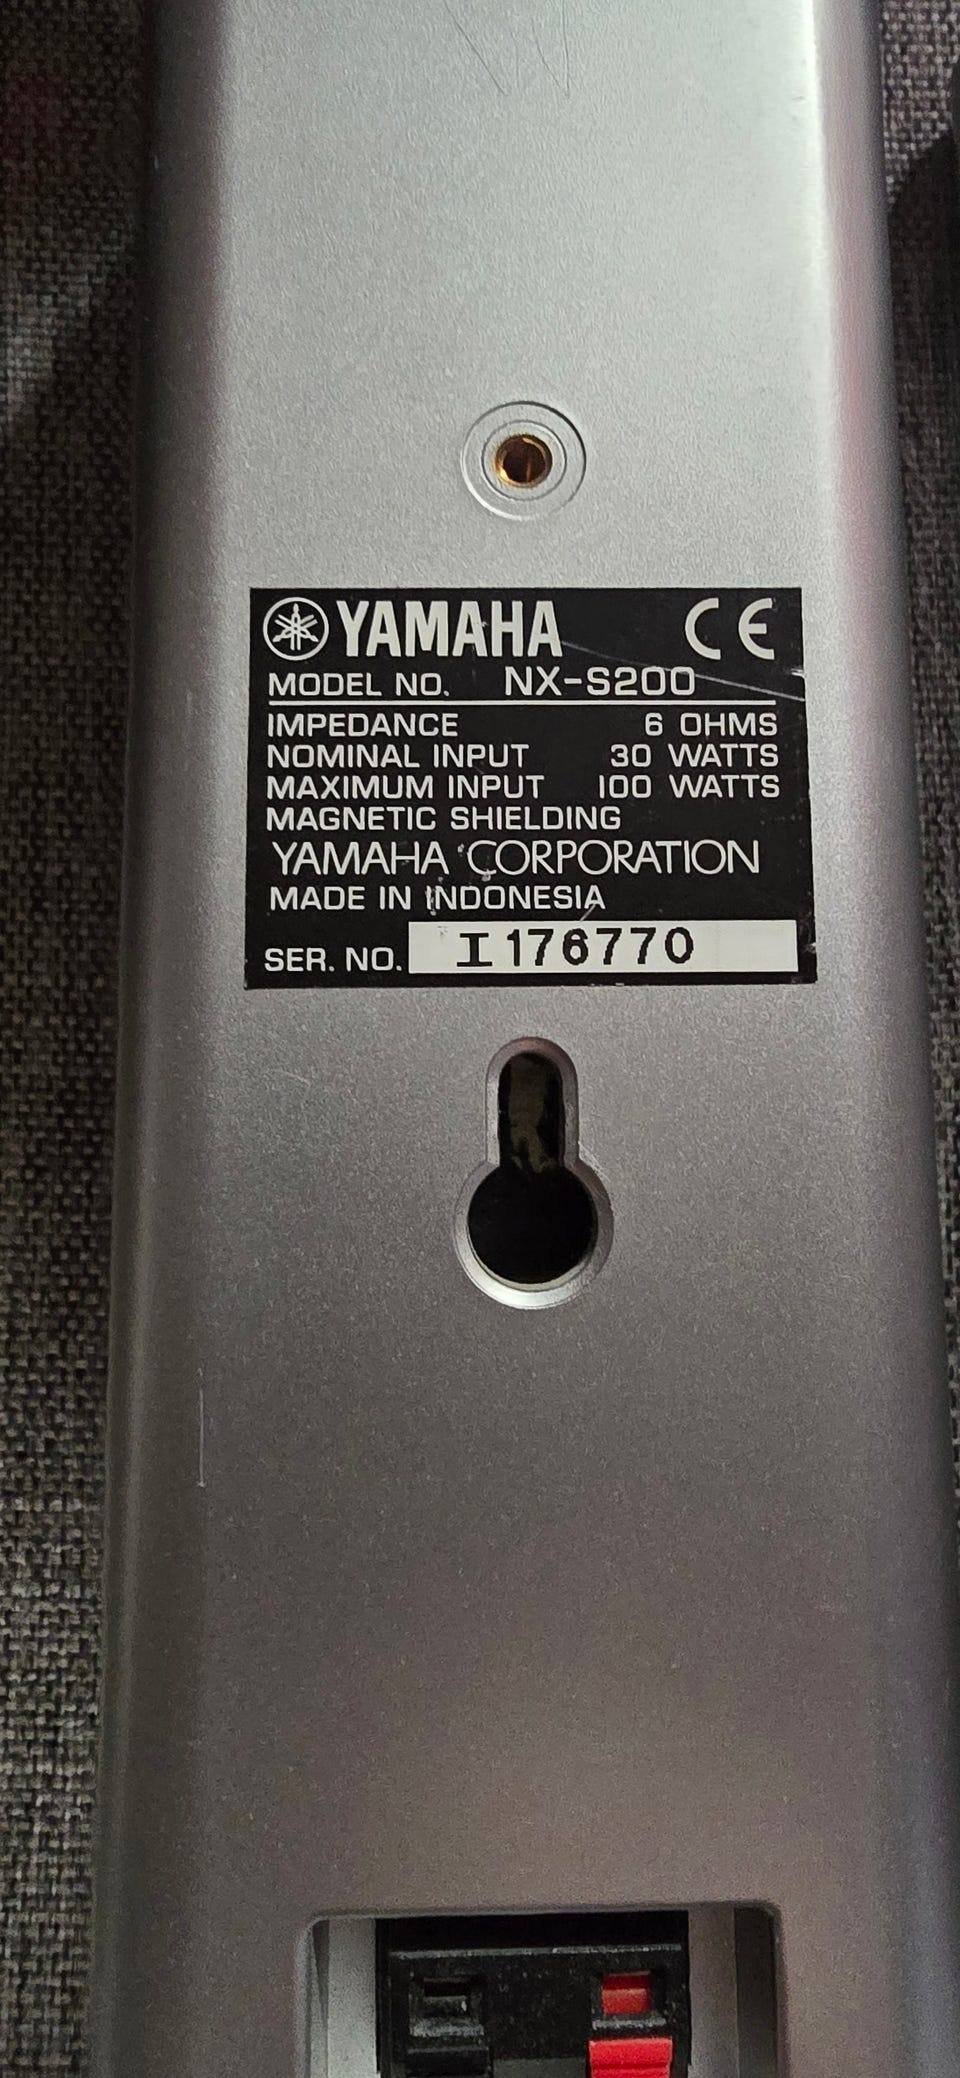 YAMAHA CE
MODEL NO. NX-S200
IMPEDANCE 6 OHMS
NOMINAL INPUT 30 WATTS
MAXIMUM INPUT 100 WATTS
MAGNETIC SHIELDING
YAMAHA CORPORATION
MADE IN INDONESIA
SER. NO. I176770